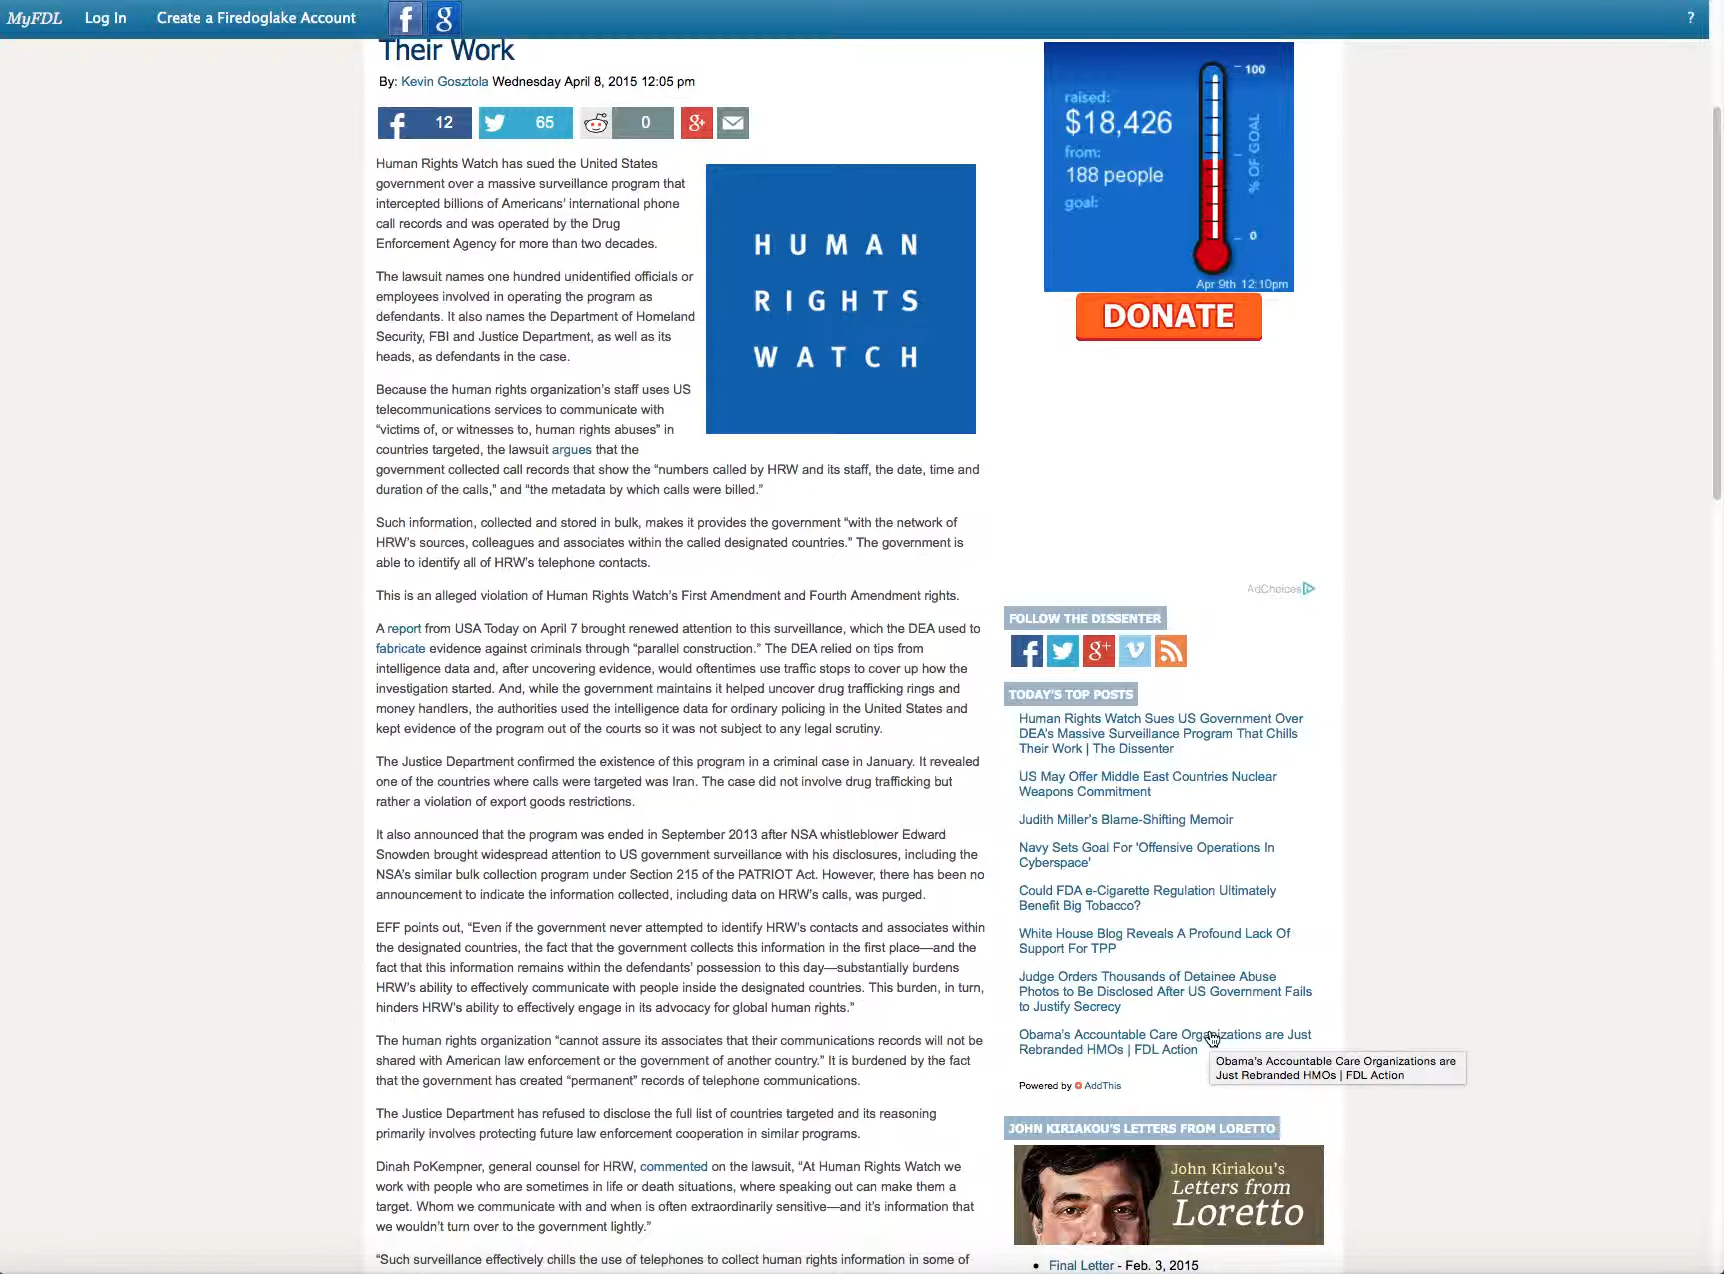 MyFDL Log In Create a Firedoglake Account f g ?
Their Work
By: Kevin Gosztola Wednesday April 8, 2015 12:05 pm
12 65 0 g+
Human Rights Watch has sued the United States
government over a massive surveillance program that
intercepted billions of Americans' international phone
call records and was operated by the Drug
Enforcement Agency for more than two decades.
The lawsuit names one hundred unidentified officials or
employees involved in operating the program as
defendants. It also names the Department of Homeland
Security, FBI and Justice Department, as well as its
heads, as defendants in the case.
Because the human rights organization's staff uses US
telecommunications services to communicate with
“victims of, or witnesses to, human rights abuses” in
countries targeted, the lawsuit argues that the
government collected call records that show the “numbers called by HRW and its staff, the date, time and
duration of the calls,” and “the metadata by which calls were billed.”
HUMAN
RIGHTS
WATCH
Such information, collected and stored in bulk, makes it provides the government “with the network of
HRW's sources, colleagues and associates within the called designated countries.” The government is
able to identify all of HRW's telephone contacts.
This is an alleged violation of Human Rights Watch's First Amendment and Fourth Amendment rights.
A report from USA Today on April 7 brought renewed attention to this surveillance, which the DEA used to
fabricate evidence against criminals through “parallel construction.” The DEA relied on tips from
intelligence data and, after uncovering evidence, would oftentimes use traffic stops to cover up how the
investigation started. And, while the government maintains it helped uncover drug trafficking rings and
money handlers, the authorities used the intelligence data for ordinary policing in the United States and
kept evidence of the program out of the courts so it was not subject to any legal scrutiny.
The Justice Department confirmed the existence of this program in a criminal case in January. It revealed
one of the countries where calls were targeted was Iran. The case did not involve drug trafficking but
rather a violation of export goods restrictions.
It also announced that the program was ended in September 2013 after NSA whistleblower Edward
Snowden brought widespread attention to US government surveillance with his disclosures, including the
NSA's similar bulk collection program under Section 215 of the PATRIOT Act. However, there has been no
announcement to indicate the information collected, including data on HRW's calls, was purged.
EFF points out, “Even if the government never attempted to identify HRW's contacts and associates within
the designated countries, the fact that the government collects this information in the first place—and the
fact that this information remains within the defendants' possession to this day—substantially burdens
HRW's ability to effectively communicate with people inside the designated countries. This burden, in turn,
hinders HRW's ability to effectively engage in its advocacy for global human rights.”
The human rights organization “cannot assure its associates that their communications records will not be
shared with American law enforcement or the government of another country.” It is burdened by the fact
that the government has created “permanent” records of telephone communications.
The Justice Department has refused to disclose the full list of countries targeted and its reasoning
primarily involves protecting future law enforcement cooperation in similar programs.
Dinah PoKempner, general counsel for HRW, commented on the lawsuit, “At Human Rights Watch we
work with people who are sometimes in life or death situations, where speaking out can make them a
target. Whom we communicate with and when is often extraordinarily sensitive—and it's information that
we wouldn't turn over to the government lightly.”
“Such surveillance effectively chills the use of telephones to collect human rights information in some of
raised:
$18,426
from:
188 people
goal:
100
% OF GOAL
0
Apr 9th 12:10pm
DONATE
AdChoices
FOLLOW THE DISSENTER
TODAY'S TOP POSTS
Human Rights Watch Sues US Government Over
DEA's Massive Surveillance Program That Chills
Their Work | The Dissenter
US May Offer Middle East Countries Nuclear
Weapons Commitment
Judith Miller's Blame-Shifting Memoir
Navy Sets Goal For 'Offensive Operations In
Cyberspace'
Could FDA e-Cigarette Regulation Ultimately
Benefit Big Tobacco?
White House Blog Reveals A Profound Lack Of
Support For TPP
Judge Orders Thousands of Detainee Abuse
Photos to Be Disclosed After US Government Fails
to Justify Secrecy
Obama's Accountable Care Organizations are Just
Rebranded HMOs | FDL Action
Obama's Accountable Care Organizations are
Just Rebranded HMOs | FDL Action
Powered by AddThis
JOHN KIRIAKOU'S LETTERS FROM LORETTO
John Kiriakou's
Letters from
Loretto
Final Letter - Feb. 3, 2015